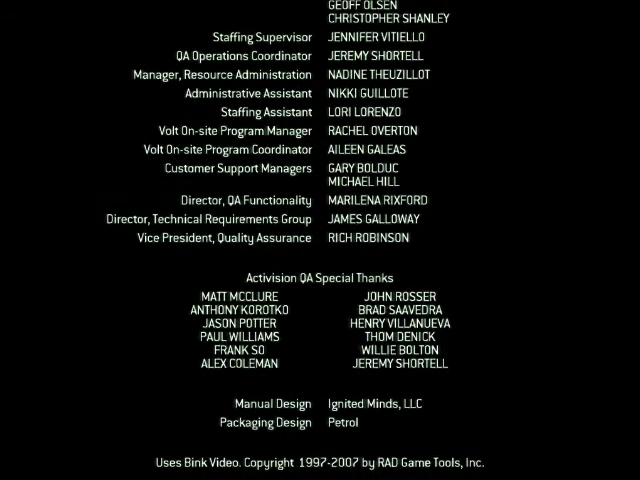 GEOFF OLSEN
CHRISTOPHER SHANLEY
Staffing Supervisor JENNIFER VITIELLO
QA Operations Coordinator JEREMY SHORTELL
Manager, Resource Administration NADINE THEUZILLOT
Administrative Assistant NIKKI GUILLOTE
Staffing Assistant LORI LORENZO
Volt On-site Program Manager RACHEL OVERTON
Volt On-site Program Coordinator AILEEN GALEAS
Customer Support Managers GARY BOLDUC
MICHAEL HILL
Director, QA Functionality MARILENA RIXFORD
Director, Technical Requirements Group JAMES GALLOWAY
Vice President, Quality Assurance RICH ROBINSON
Activision QA Special Thanks
MATT MCCLURE JOHN ROSSER
ANTHONY KOROTKO BRAD SAAVEDRA
JASON POTTER HENRY VILLANUEVA
PAUL WILLIAMS THOM DENICK
FRANK SO WILLIE BOLTON
ALEX COLEMAN JEREMY SHORTELL
Manual Design Ignited Minds, LLC
Packaging Design Petrol
Uses Bink Video. Copyright 1997-2007 by RAD Game Tools, Inc.